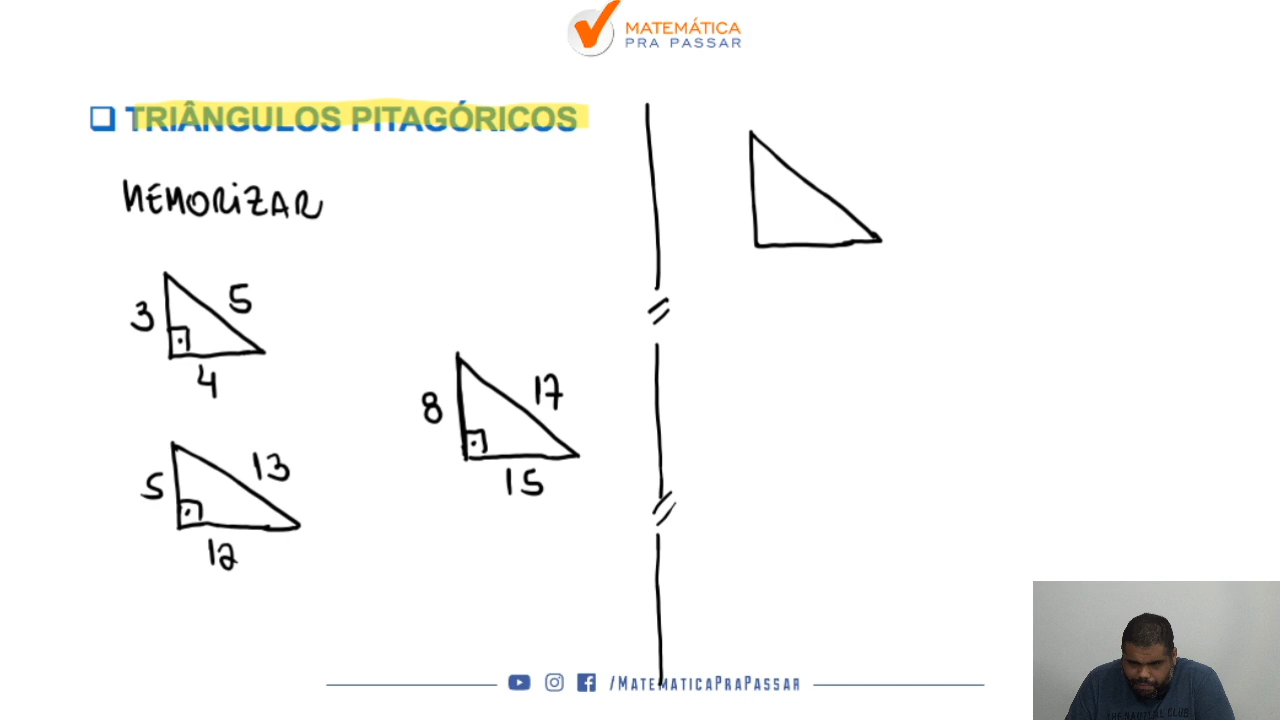 MATEMÁTICA
PRA PASSAR
TRIÂNGULOS PITAGÓRICOS
MEMORIZAR
3
5
4
5
13
12
8
17
15
/MATEMATICAPRAPASSAR